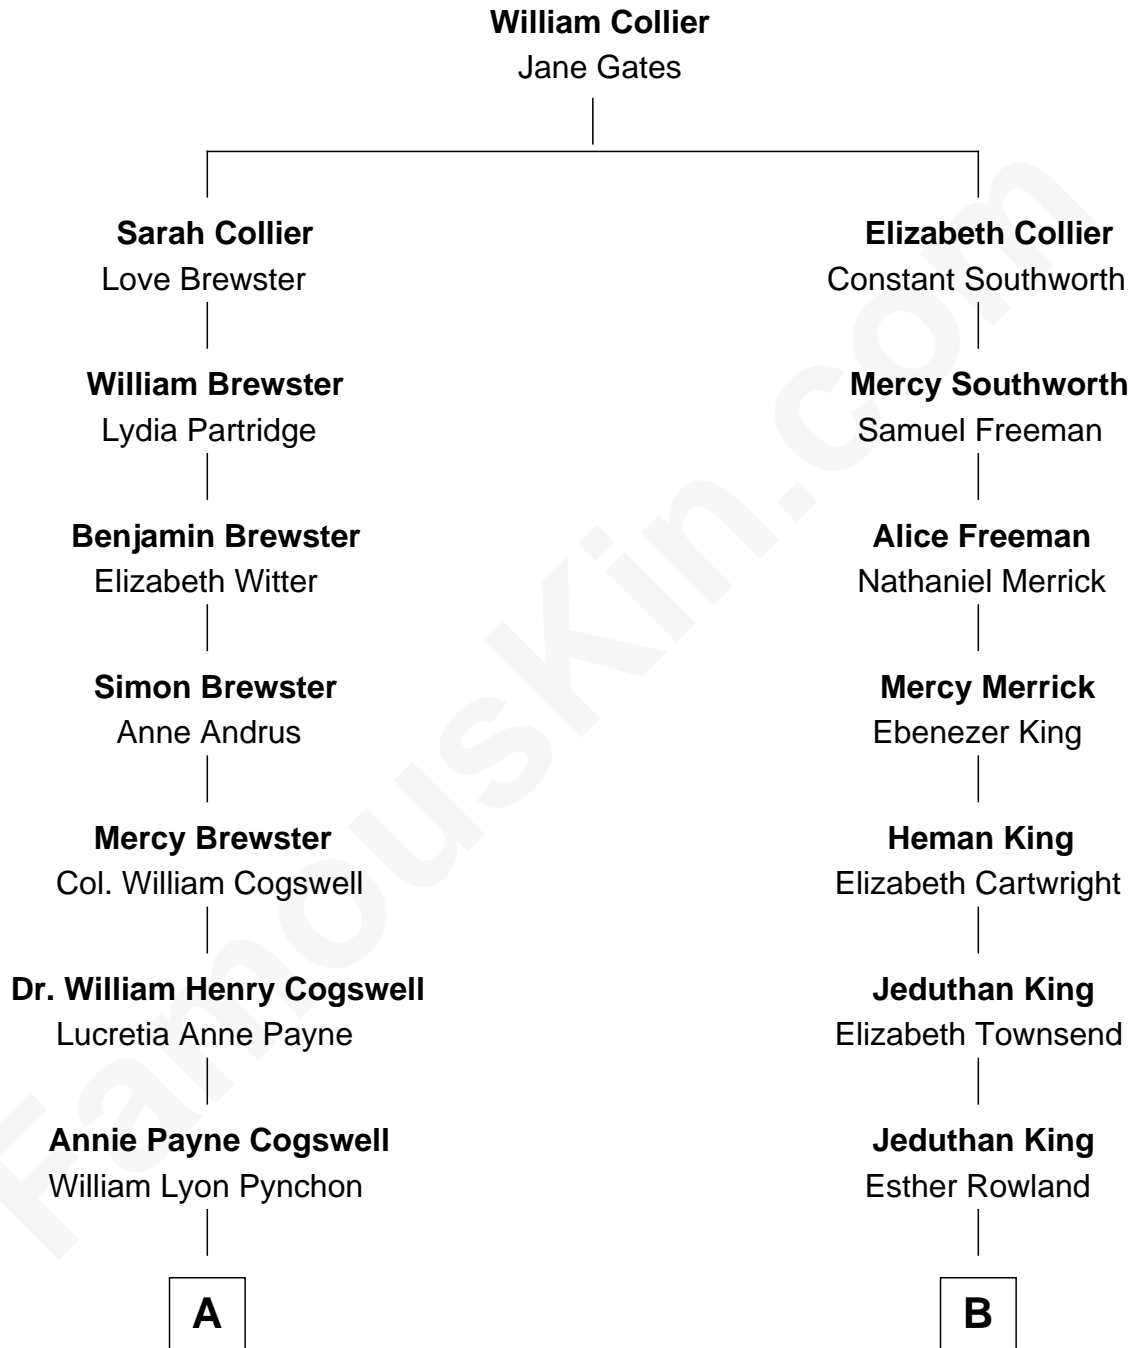 William Collier
Jane Gates
Sarah Collier
Love Brewster
Elizabeth Collier
Constant Southworth
William Brewster
Lydia Partridge
Mercy Southworth
Samuel Freeman
Benjamin Brewster
Elizabeth Witter
Alice Freeman
Nathaniel Merrick
Simon Brewster
Anne Andrus
Mercy Merrick
Ebenezer King
Mercy Brewster
Col. William Cogswell
Heman King
Elizabeth Cartwright
Dr. William Henry Cogswell
Lucretia Anne Payne
Jeduthan King
Elizabeth Townsend
Annie Payne Cogswell
William Lyon Pynchon
Jeduthan King
Esther Rowland
A
B
FamousKin.com